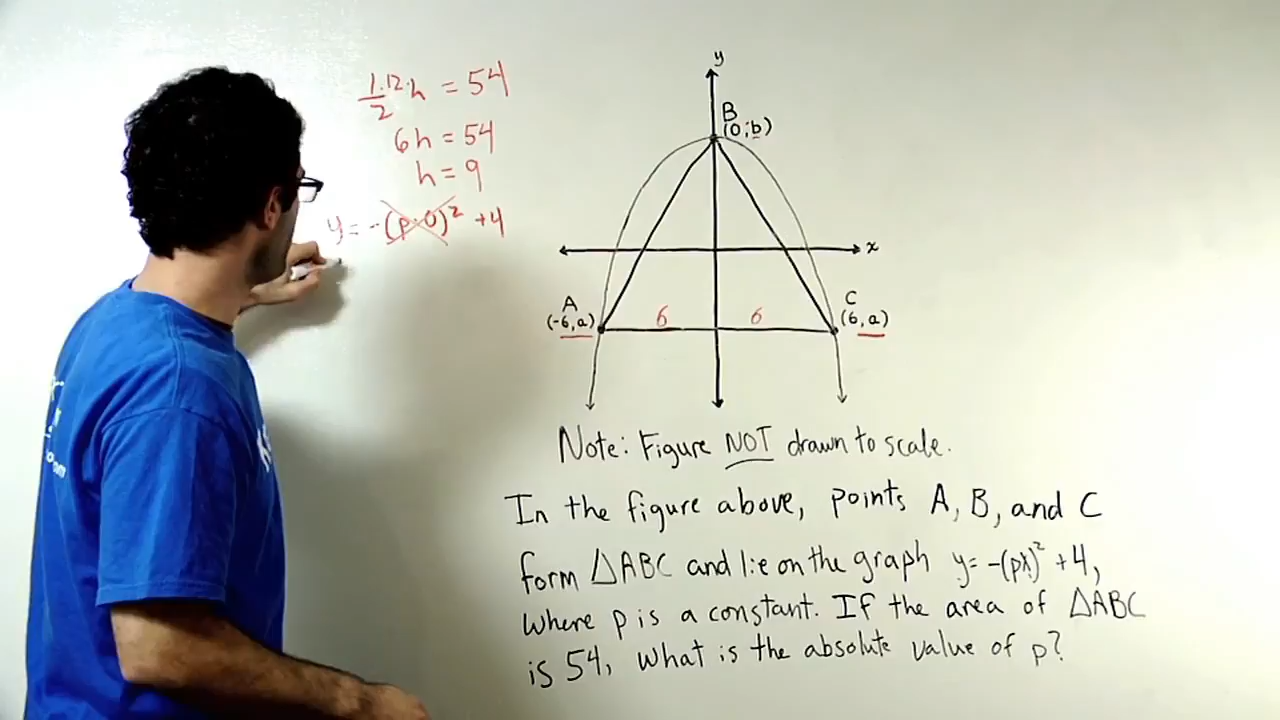 1·12·h = 54
2
6h = 54
h = 9
y = -(p·0)² + 4
y
B
(0,b)
x
A
(-6,a)
6
6
C
(6,a)
Note: Figure NOT drawn to scale.
In the figure above, points A, B, and C
form △ABC and lie on the graph y = -(px)² + 4,
where p is a constant. If the area of △ABC
is 54, what is the absolute value of p?